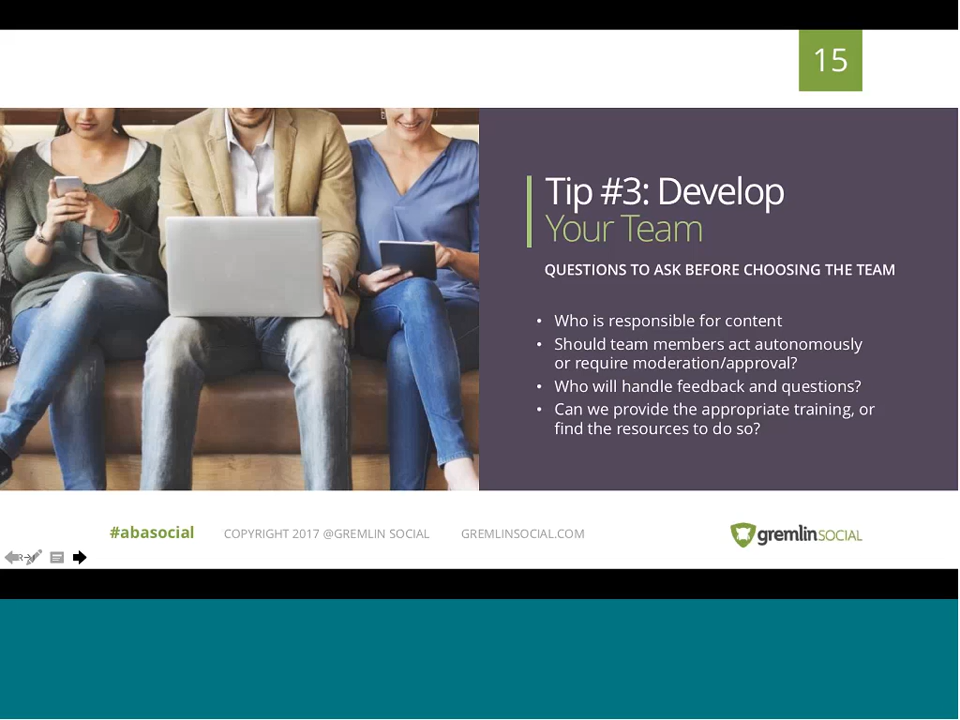 15
Tip #3: Develop
Your Team
QUESTIONS TO ASK BEFORE CHOOSING THE TEAM
• Who is responsible for content
• Should team members act autonomously
or require moderation/approval?
• Who will handle feedback and questions?
• Can we provide the appropriate training, or
find the resources to do so?
#abasocial COPYRIGHT 2017 @GREMLIN SOCIAL GREMLINSOCIAL.COM
gremlinSOCIAL